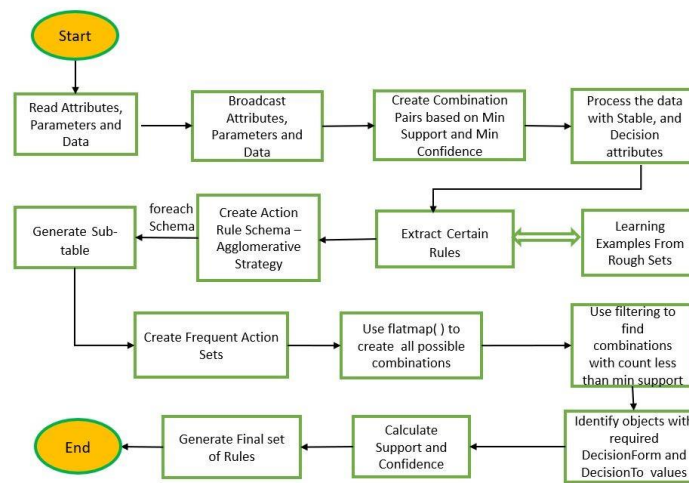 Start
Read Attributes,
Parameters and
Data
Broadcast
Attributes,
Parameters and
Data
Create Combination
Pairs based on Min
Support and Min
Confidence
Process the data
with Stable, and
Decision
attributes
Generate Sub-
table
foreach
Schema
Create Action
Rule Schema –
Agglomerative
Strategy
Extract Certain
Rules
Learning
Examples From
Rough Sets
Create Frequent Action
Sets
Use flatmap( ) to
create all possible
combinations
Use filtering to
find
combinations
with count less
than min support
End
Generate Final set
of Rules
Calculate
Support and
Confidence
Identify objects with
required
DecisionForm and
DecisionTo values